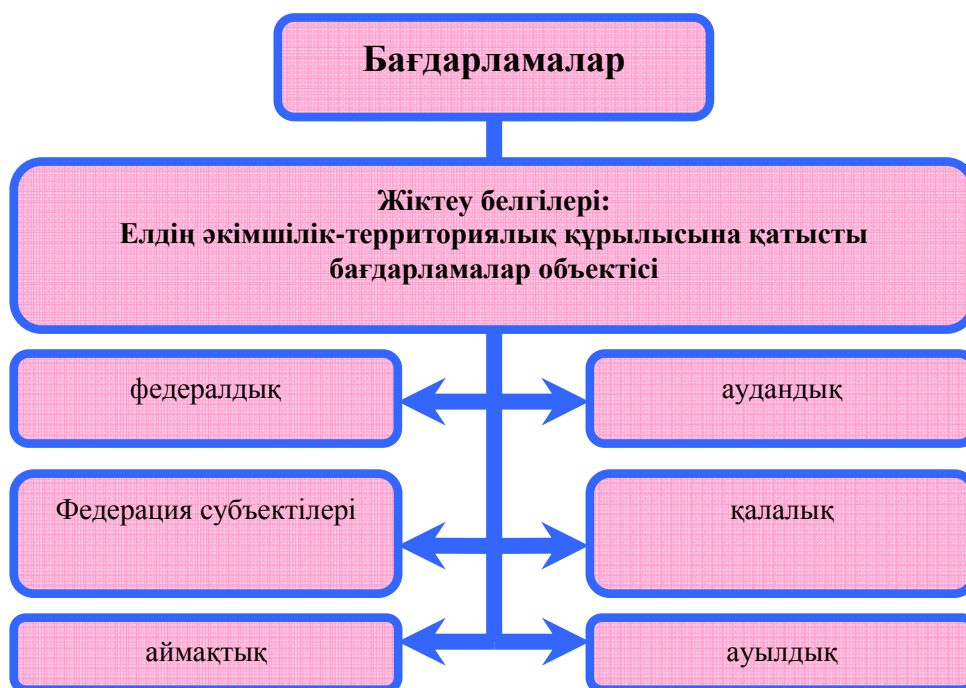 Бағдарламалар
Жіктеу белгілері:
Елдің әкімшілік-территориялық құрылысына қатысты
бағдарламалар объектісі
федералдық
аудандық
Федерация субъектілері
қалалық
аймақтық
ауылдық